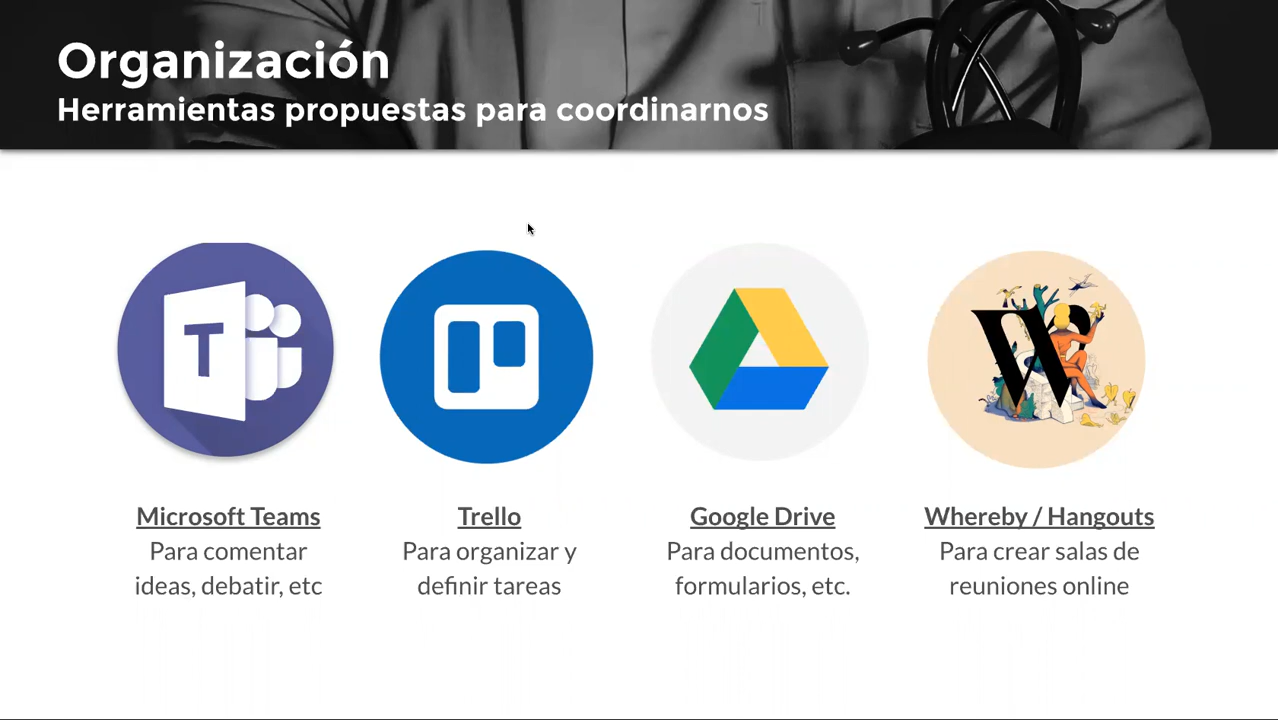 Organización
Herramientas propuestas para coordinarnos
T
W
Microsoft Teams
Para comentar
ideas, debatir, etc
Trello
Para organizar y
definir tareas
Google Drive
Para documentos,
formularios, etc.
Whereby / Hangouts
Para crear salas de
reuniones online